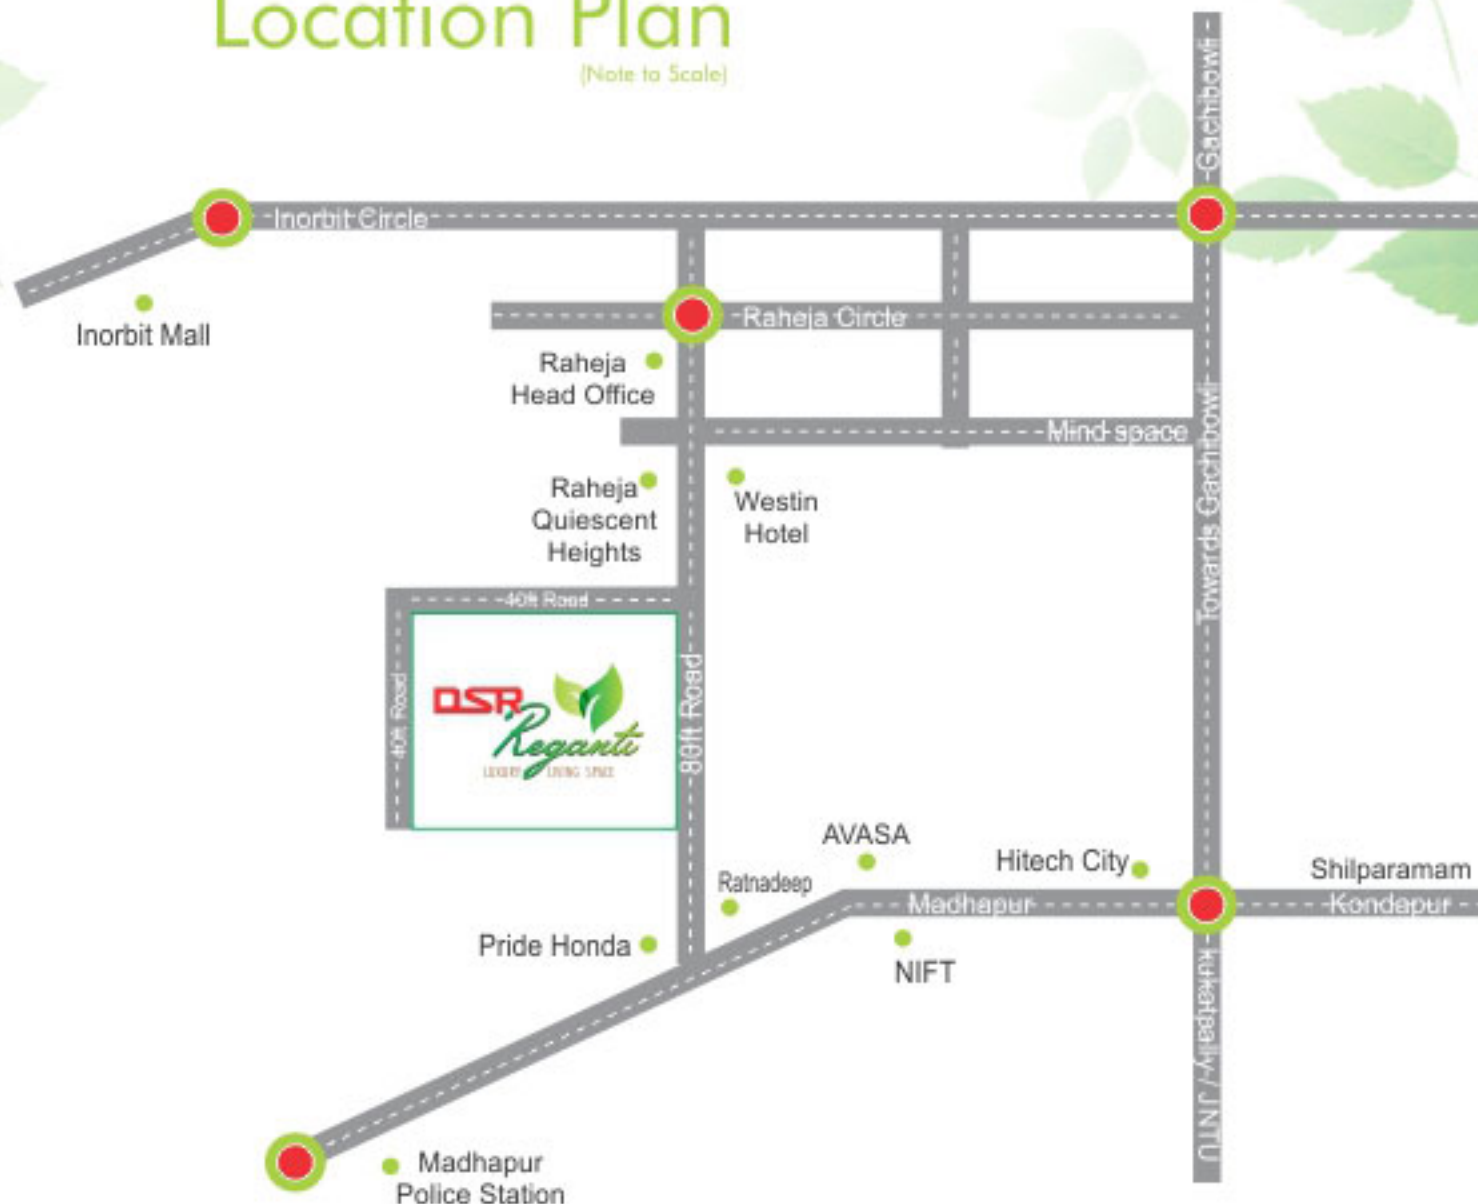 Location Plan
(Note to Scale)
Gachibowli
Inorbit Circle
Inorbit Mall
Raheja Circle
Raheja
Head Office
Mind space
Raheja
Quiescent
Heights
Westin
Hotel
Towards Gachibowli
40ft Road
40ft Road
DSR
Reganti
LUXURY LIVING SPACE
80ft Road
AVASA
Ratnadeep
Hitech City
Shilparamam
Madhapur
Kondapur
Pride Honda
NIFT
kukatpally / JNTU
Madhapur
Police Station